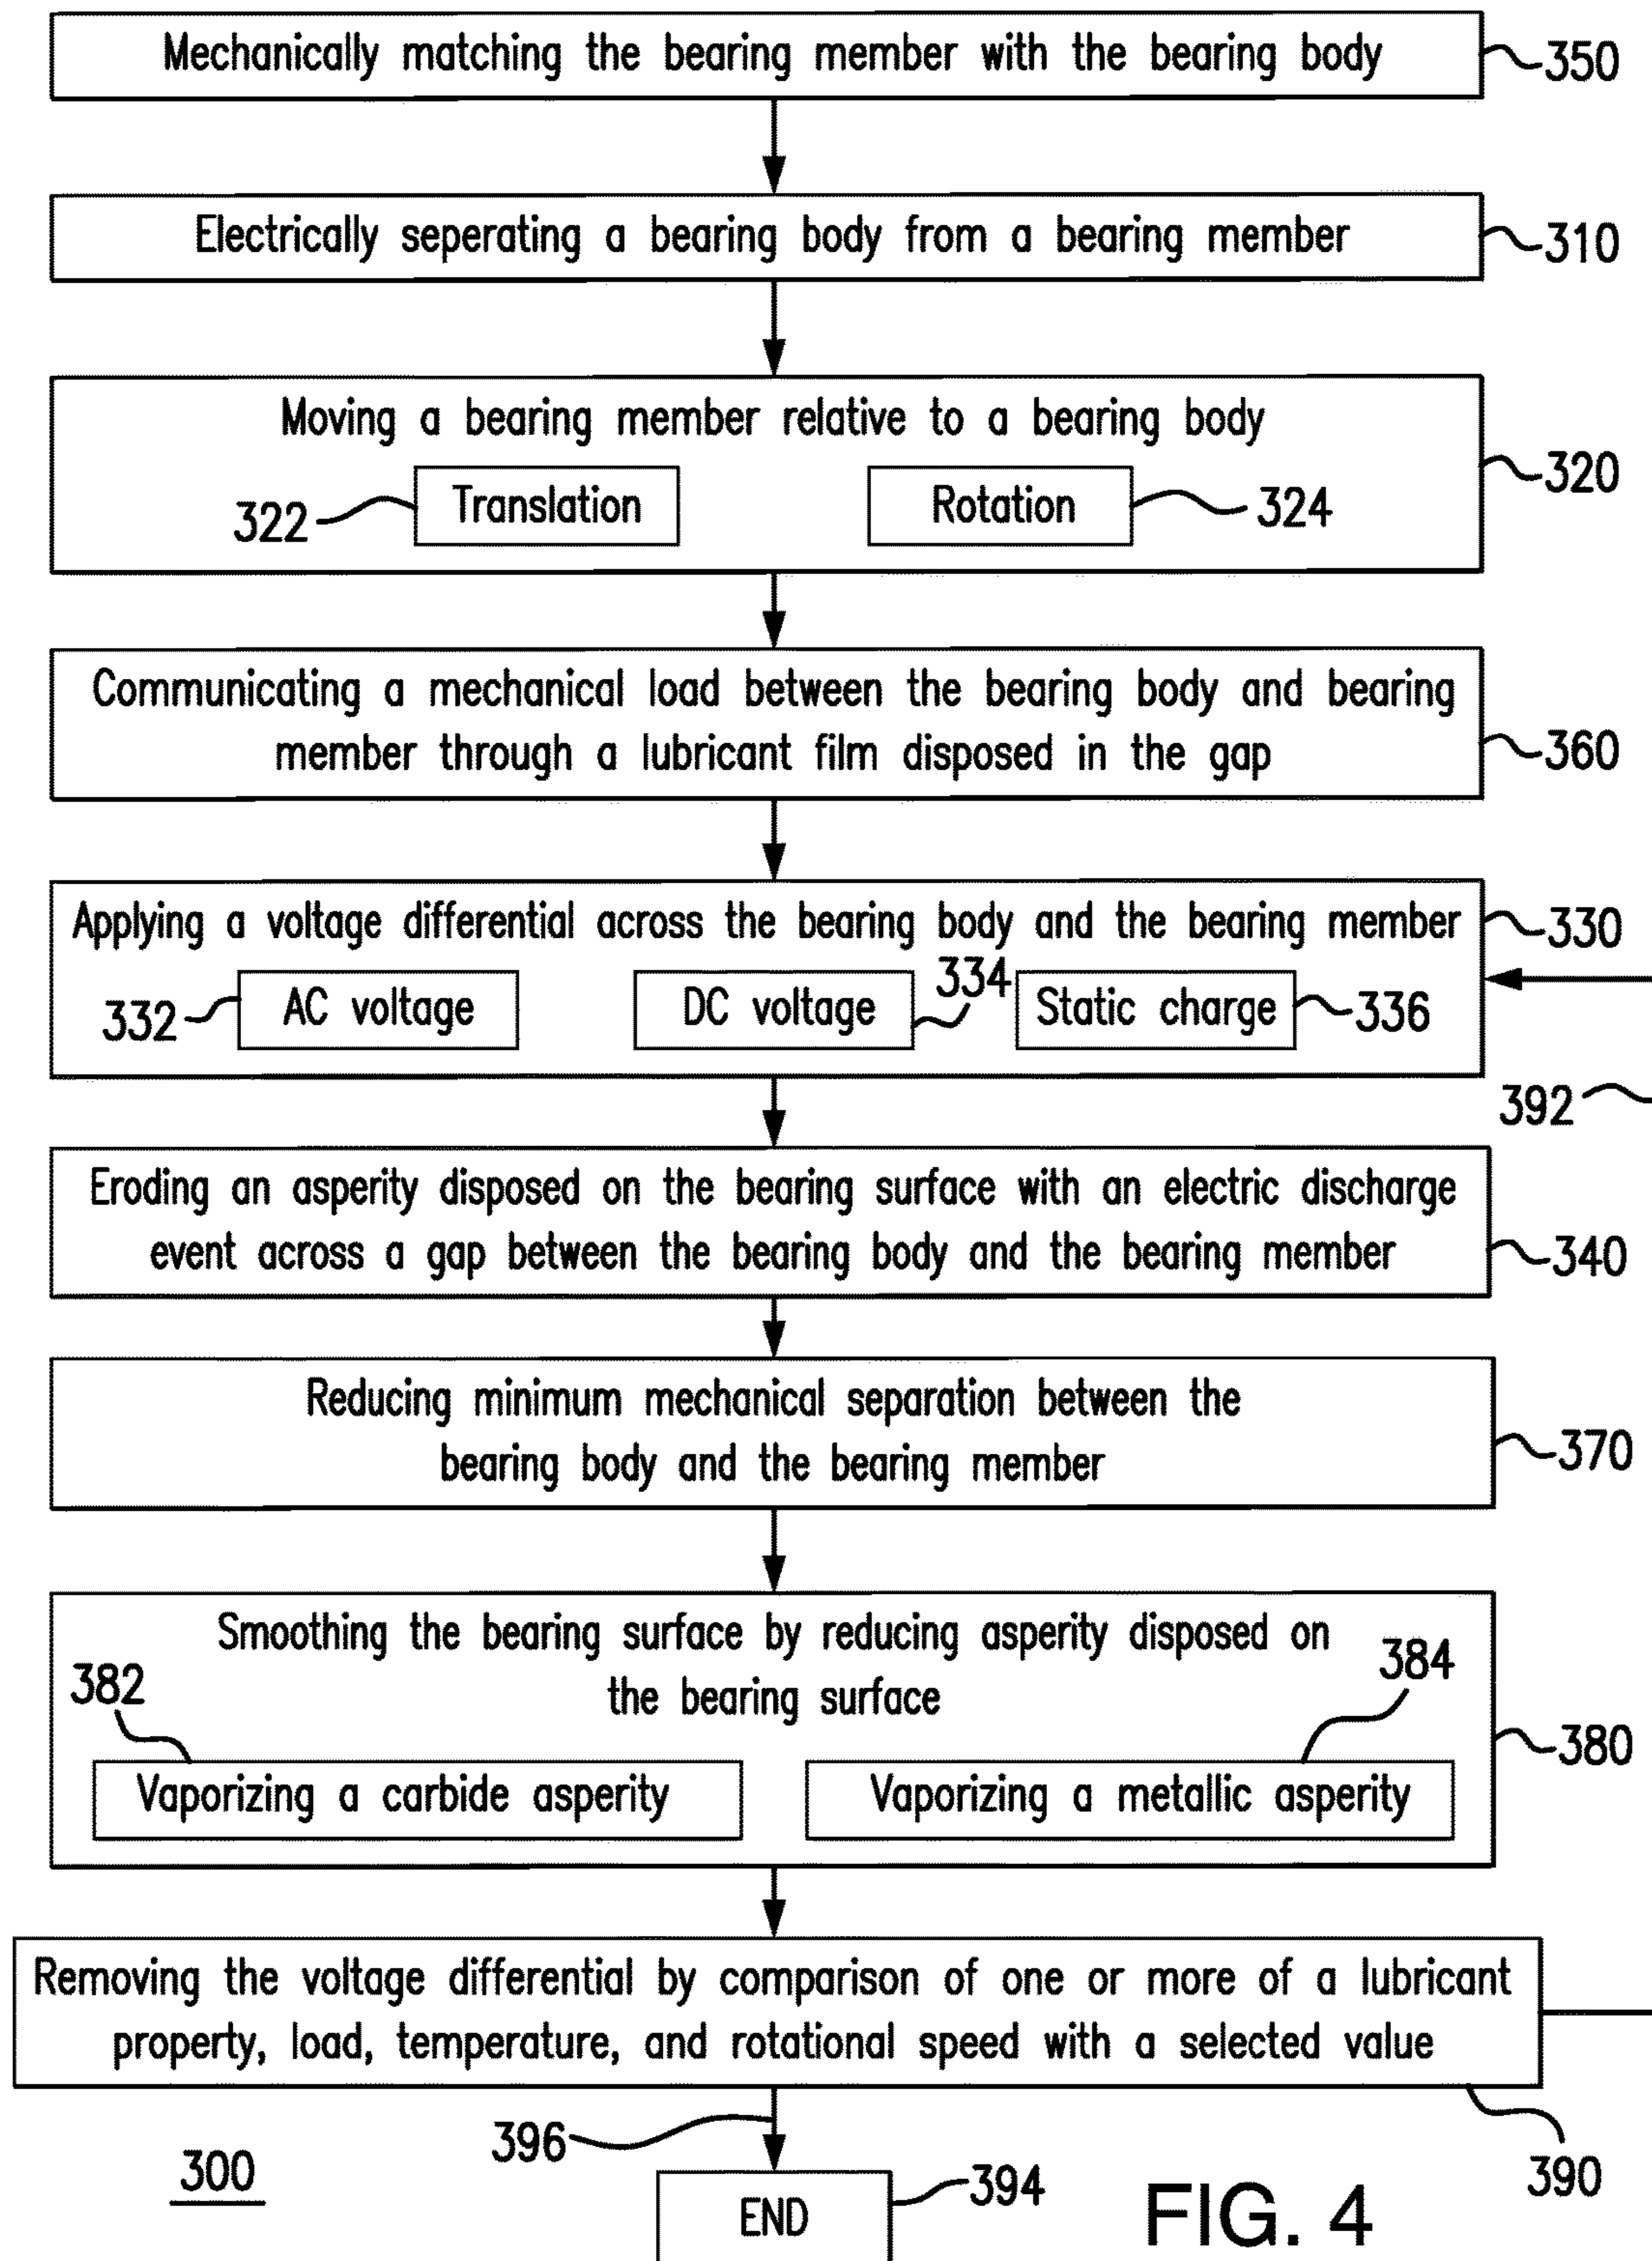 Mechanically matching the bearing member with the bearing body
350
Electrically seperating a bearing body from a bearing member
310
Moving a bearing member relative to a bearing body
320
322
Translation
Rotation
324
Communicating a mechanical load between the bearing body and bearing
member through a lubricant film disposed in the gap
360
Applying a voltage differential across the bearing body and the bearing member
330
332
AC voltage
DC voltage
334
Static charge
336
392
Eroding an asperity disposed on the bearing surface with an electric discharge
event across a gap between the bearing body and the bearing member
340
Reducing minimum mechanical separation between the
bearing body and the bearing member
370
Smoothing the bearing surface by reducing asperity disposed on
the bearing surface
382
384
380
Vaporizing a carbide asperity
Vaporizing a metallic asperity
Removing the voltage differential by comparison of one or more of a lubricant
property, load, temperature, and rotational speed with a selected value
390
396
300
END
394
FIG. 4